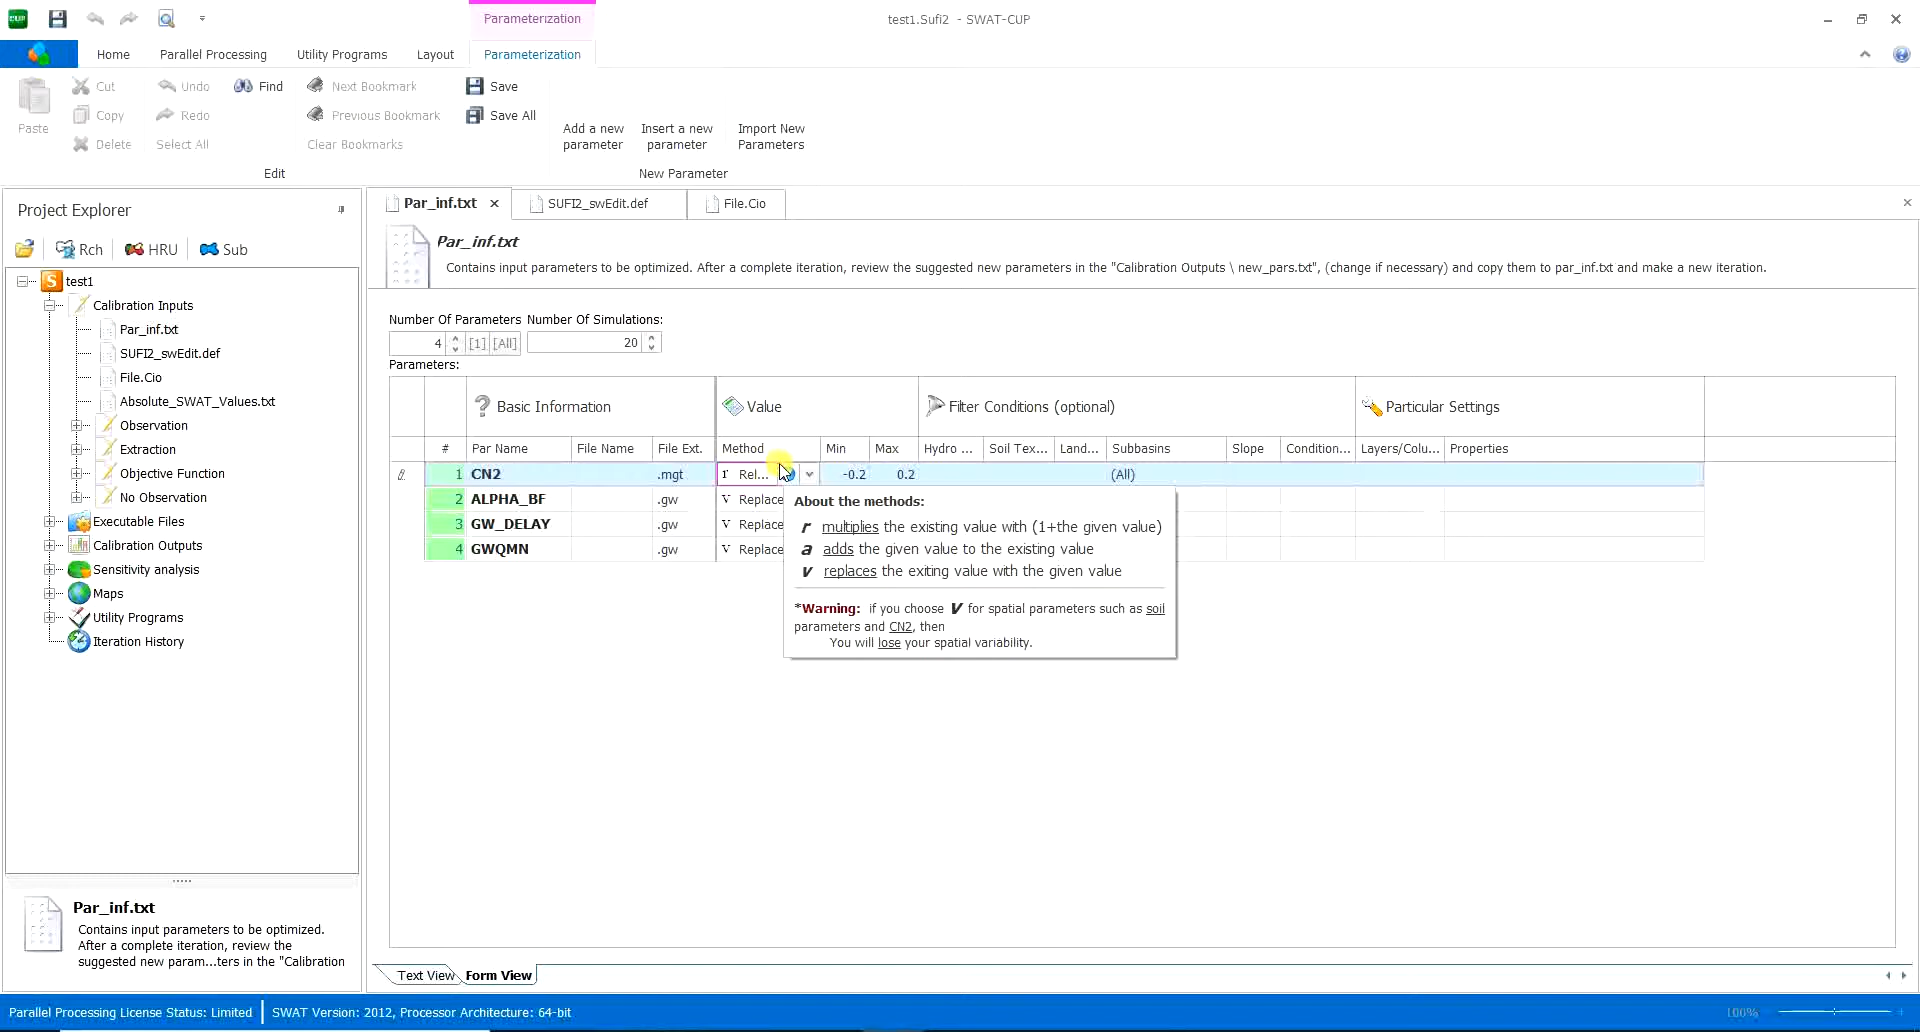 CUP
Parameterization
test1.Sufi2 - SWAT-CUP
Home
Parallel Processing
Utility Programs
Layout
Parameterization
Paste
Cut
Copy
Delete
Undo
Redo
Select All
Find
Next Bookmark
Previous Bookmark
Clear Bookmarks
Save
Save All
Edit
Add a new parameter
Insert a new parameter
Import New Parameters
New Parameter
Project Explorer
Rch
HRU
Sub
test1
Calibration Inputs
Par_inf.txt
SUFI2_swEdit.def
File.Cio
Absolute_SWAT_Values.txt
Observation
Extraction
Objective Function
No Observation
Executable Files
Calibration Outputs
Sensitivity analysis
Maps
Utility Programs
Iteration History
Par_inf.txt
Contains input parameters to be optimized.
After a complete iteration, review the
suggested new param...ters in the "Calibration
Par_inf.txt
SUFI2_swEdit.def
File.Cio
Par_inf.txt
Contains input parameters to be optimized. After a complete iteration, review the suggested new parameters in the "Calibration Outputs \ new_pars.txt", (change if necessary) and copy them to par_inf.txt and make a new iteration.
Number Of Parameters Number Of Simulations:
4 [1] [All] 20
Parameters:
Basic Information Value Filter Conditions (optional) Particular Settings
# Par Name File Name File Ext. Method Min Max Hydro ... Soil Tex... Land... Subbasins Slope Condition... Layers/Colu... Properties
1 CN2 .mgt r Rel... -0.2 0.2 (All)
2 ALPHA_BF .gw V Replace
3 GW_DELAY .gw V Replace
4 GWQMN .gw V Replace
About the methods:
r multiplies the existing value with (1+the given value)
a adds the given value to the existing value
v replaces the exiting value with the given value
*Warning: if you choose V for spatial parameters such as soil
parameters and CN2, then
You will lose your spatial variability.
Text View Form View
Parallel Processing License Status: Limited
SWAT Version: 2012, Processor Architecture: 64-bit
100%